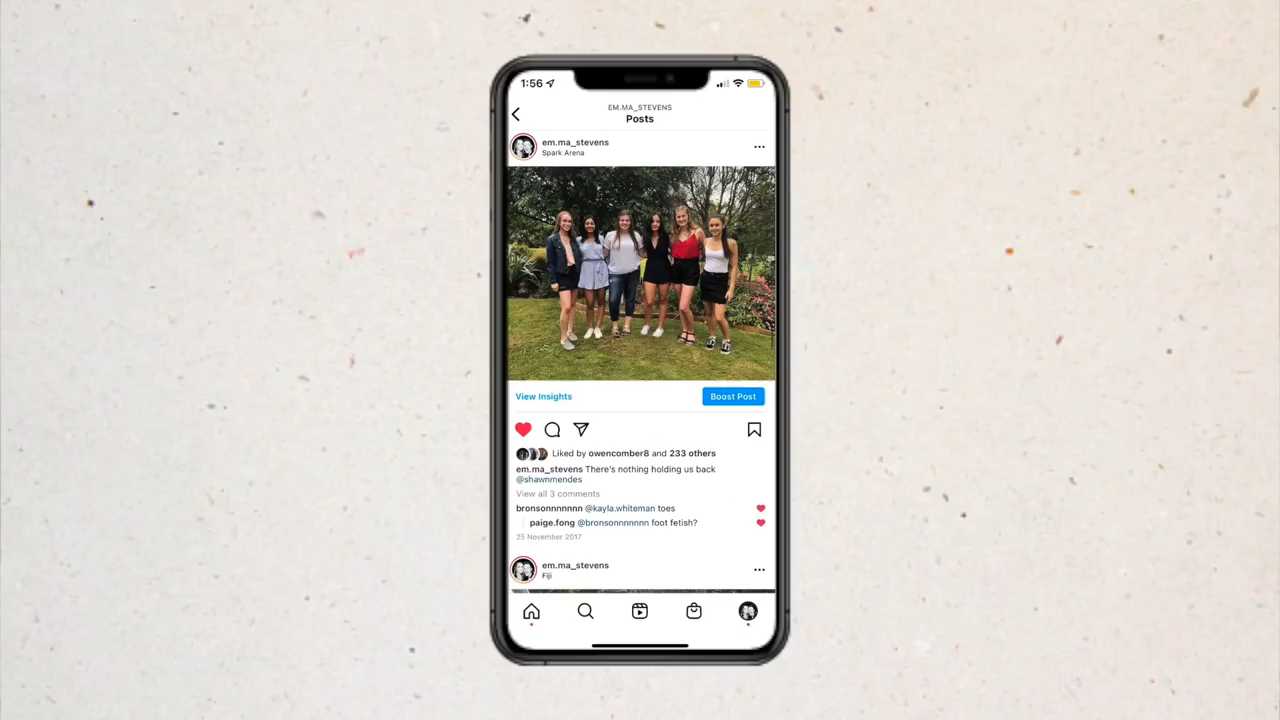 1:56
EM.MA_STEVENS
Posts
em.ma_stevens
Spark Arena
View Insights
Boost Post
Liked by owencomber8 and 233 others
em.ma_stevens There's nothing holding us back
@shawnmendes
View all 3 comments
bronsonnnnnnn @kayla.whiteman toes
paige.fong @bronsonnnnnnn foot fetish?
25 November 2017
em.ma_stevens
Fiji